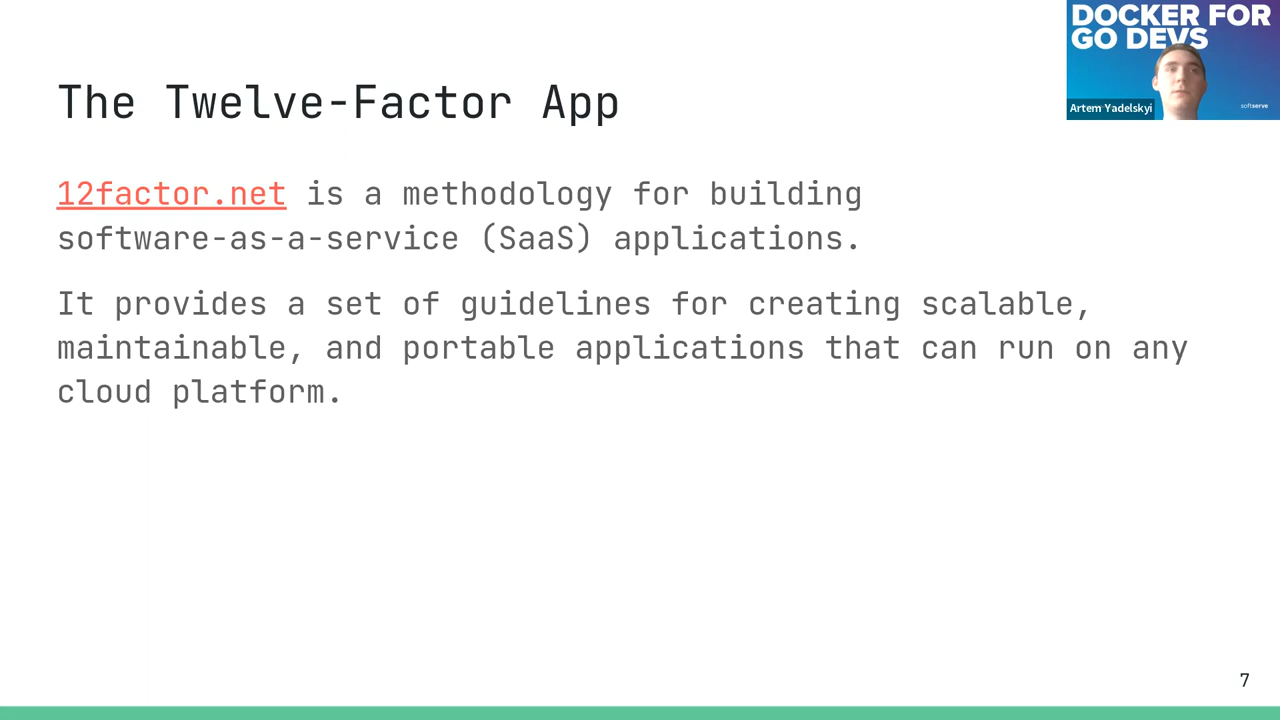 DOCKER FOR
GO DEVS
Artem Yadelskyi
softserve
The Twelve-Factor App
12factor.net is a methodology for building
software-as-a-service (SaaS) applications.
It provides a set of guidelines for creating scalable,
maintainable, and portable applications that can run on any
cloud platform.
7